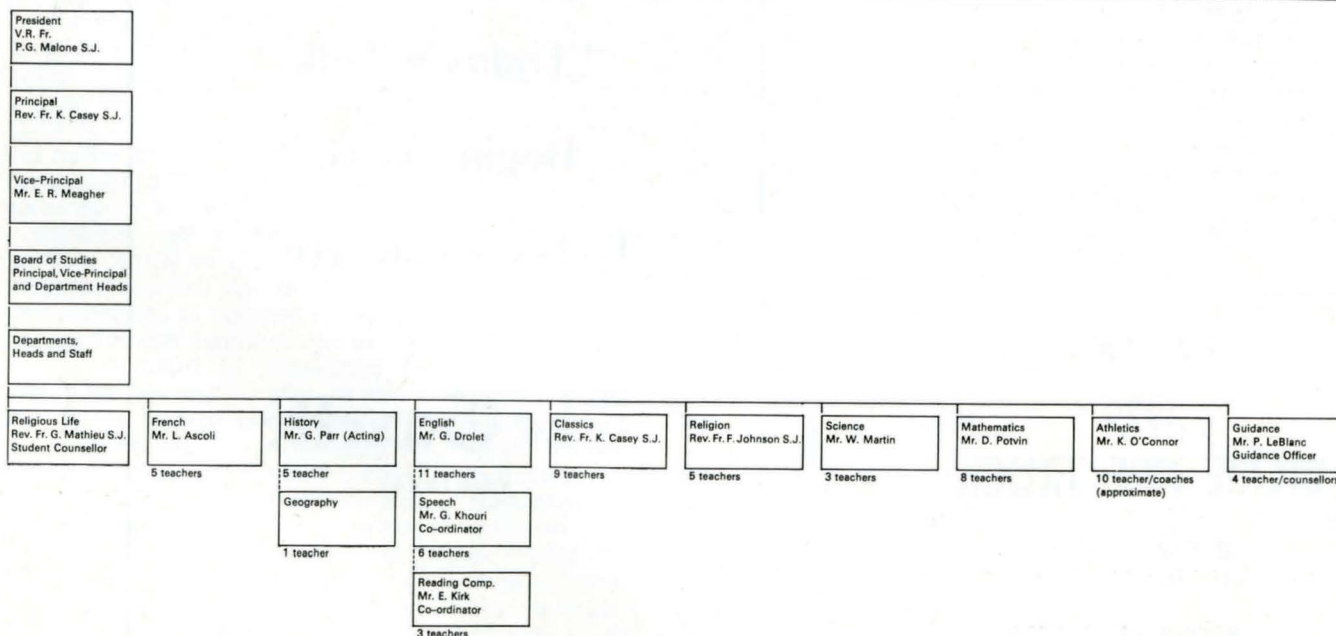 President
V.R. Fr.
P.G. Malone S.J.
Principal
Rev. Fr. K. Casey S.J.
Vice-Principal
Mr. E. R. Meagher
Board of Studies
Principal, Vice-Principal
and Department Heads
Departments,
Heads and Staff
Religious Life
Rev. Fr. G. Mathieu S.J.
Student Counsellor
French
Mr. L. Ascoli
5 teachers
History
Mr. G. Parr (Acting)
5 teacher
Geography
1 teacher
English
Mr. G. Drolet
11 teachers
Speech
Mr. G. Khouri
Co-ordinator
6 teachers
Reading Comp.
Mr. E. Kirk
Co-ordinator
3 teachers
Classics
Rev. Fr. K. Casey S.J.
9 teachers
Religion
Rev. Fr. F. Johnson S.J.
5 teachers
Science
Mr. W. Martin
3 teachers
Mathematics
Mr. D. Potvin
8 teachers
Athletics
Mr. K. O'Connor
10 teacher/coaches
(approximate)
Guidance
Mr. P. LeBlanc
Guidance Officer
4 teacher/counsellors